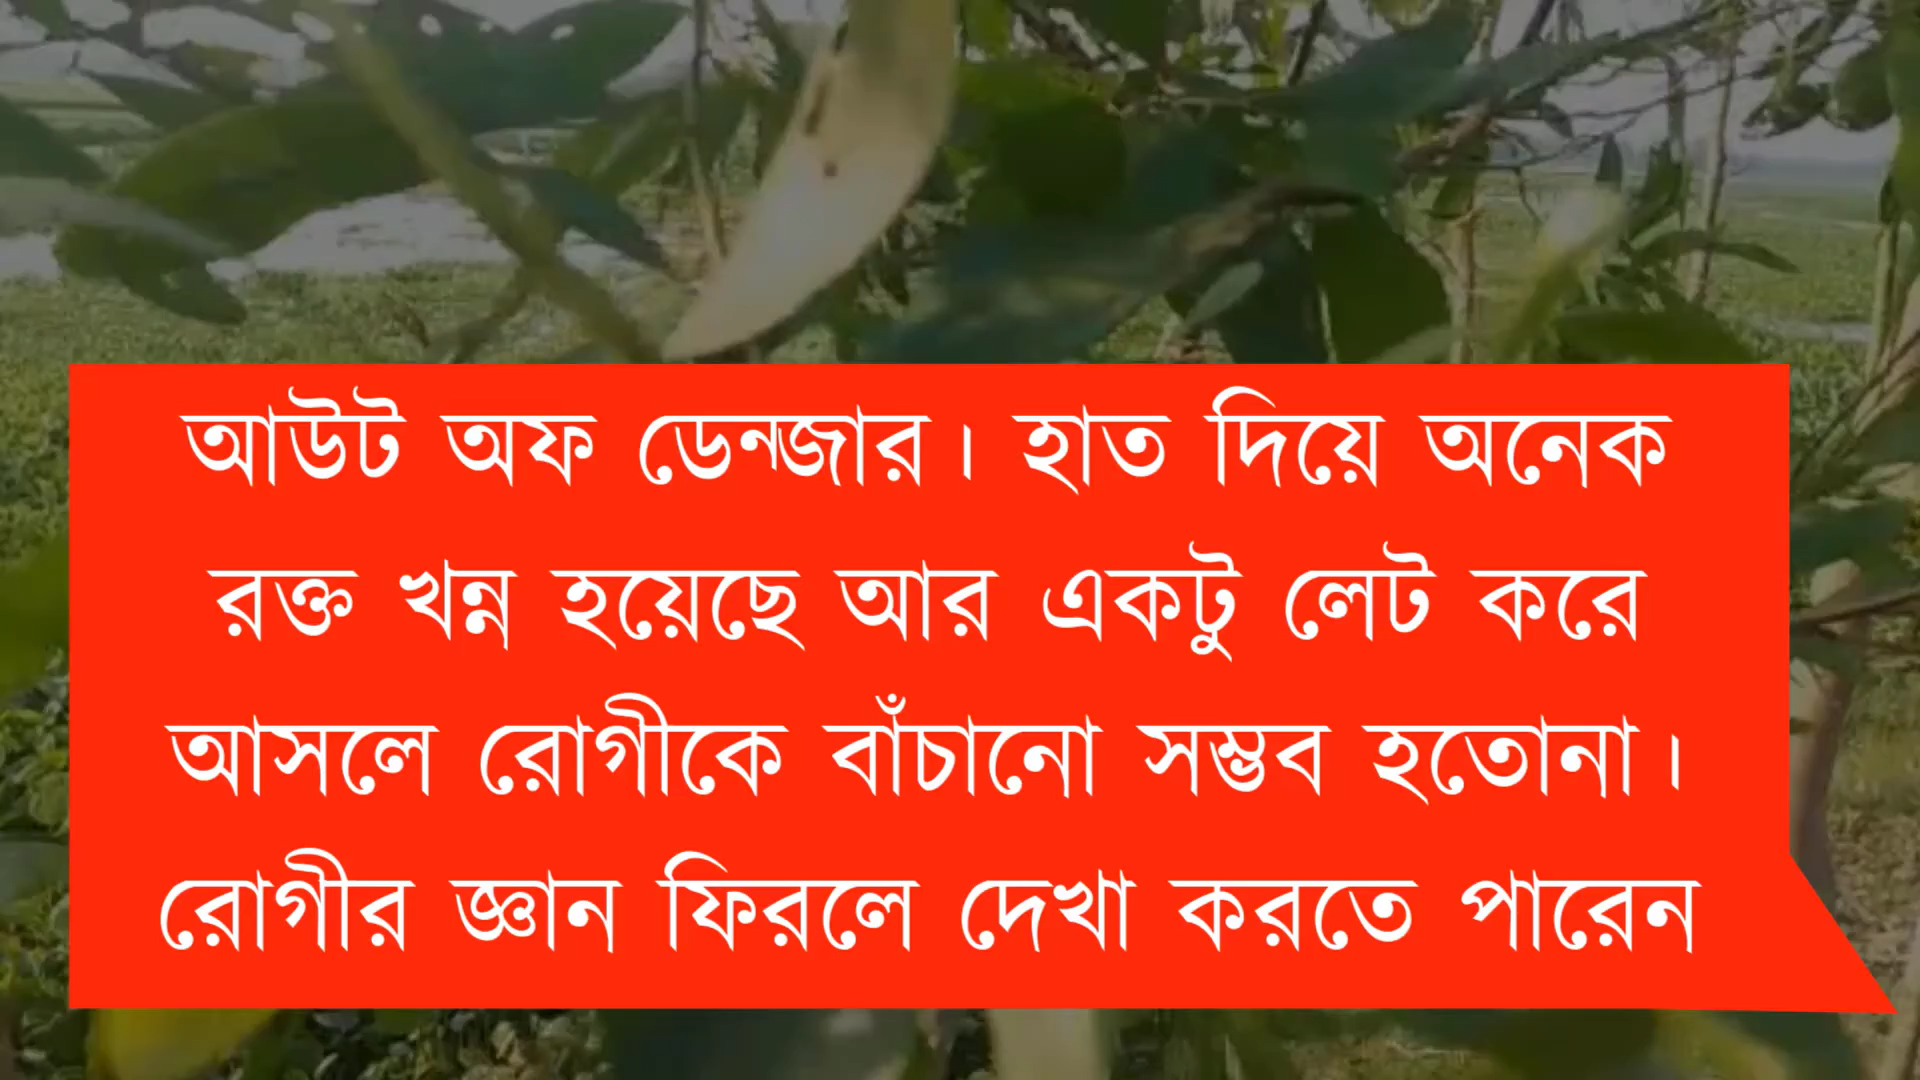 আউট অফ ডেন্জার। হাত দিয়ে অনেক
রক্ত খন্ন হয়েছে আর একটু লেট করে
আসলে রোগীকে বাঁচানো সম্ভব হতোনা।
রোগীর জ্ঞান ফিরলে দেখা করতে পারেন